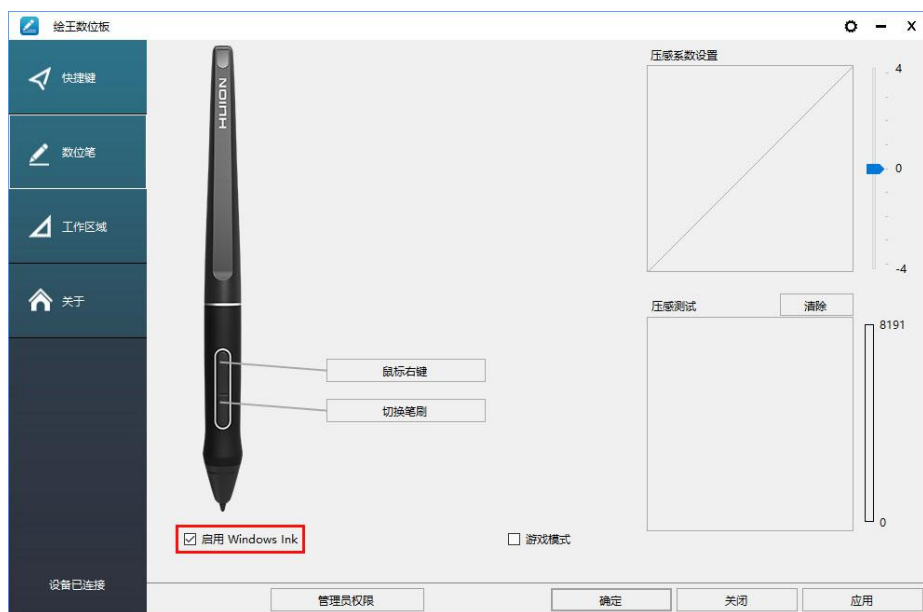 绘王数位板
快捷键
数位笔
工作区域
关于
设备已连接
HUION
鼠标右键
切换笔刷
启用 Windows Ink
游戏模式
压感系数设置
4
0
-4
压感测试
清除
8191
0
管理员权限
确定
关闭
应用